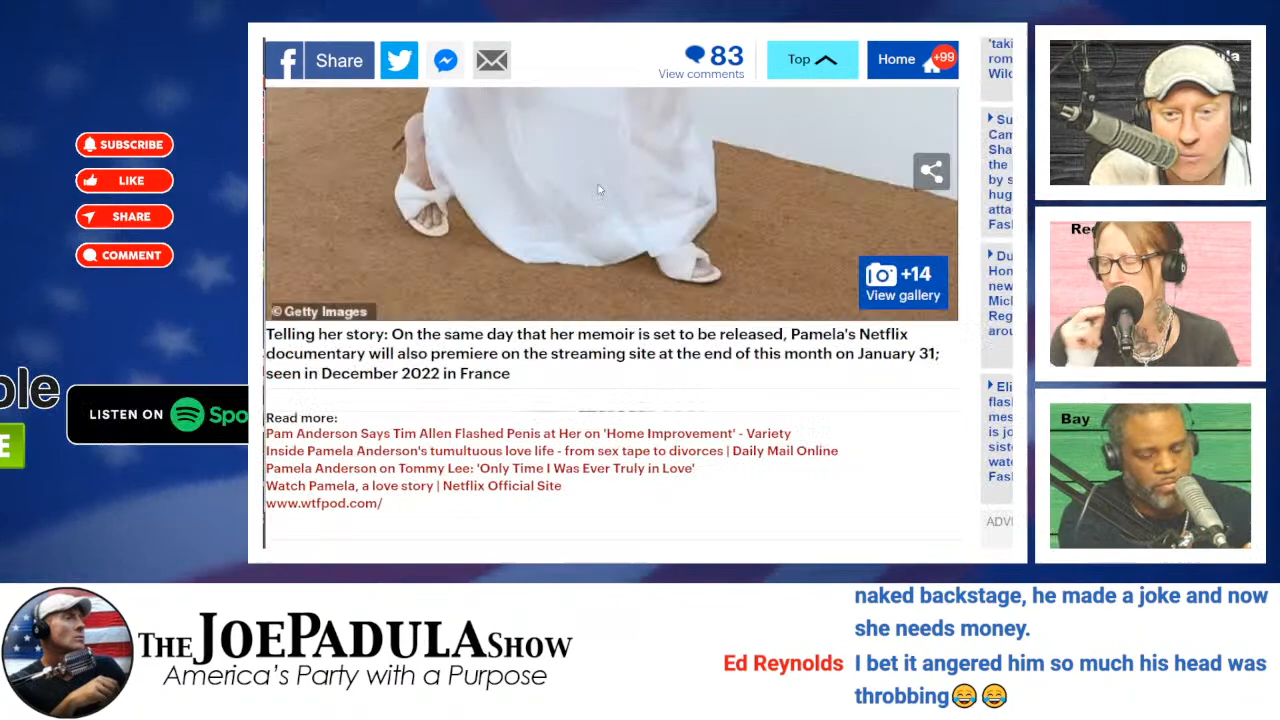 f Share
83
View comments
Top
Home
+99
'taki
rom
Wilc
Su
Cam
Sha
the
by s
hug
atta
Fasl
Du
Hon
new
Mic
Reg
arou
Eli
flas
mes
is jo
sist
wate
Fas
ADVI
SUBSCRIBE
LIKE
SHARE
COMMENT
ple
LISTEN ON Spo
E
+14
View gallery
© Getty Images
Telling her story: On the same day that her memoir is set to be released, Pamela's Netflix
documentary will also premiere on the streaming site at the end of this month on January 31;
seen in December 2022 in France
Read more:
Pam Anderson Says Tim Allen Flashed Penis at Her on 'Home Improvement' - Variety
Inside Pamela Anderson's tumultuous love life - from sex tape to divorces | Daily Mail Online
Pamela Anderson on Tommy Lee: 'Only Time I Was Ever Truly in Love'
Watch Pamela, a love story | Netflix Official Site
www.wtfpod.com/
Bay
THE JOEPADULA SHOW
America's Party with a Purpose
naked backstage, he made a joke and now
she needs money.
Ed Reynolds I bet it angered him so much his head was
throbbing😂😂